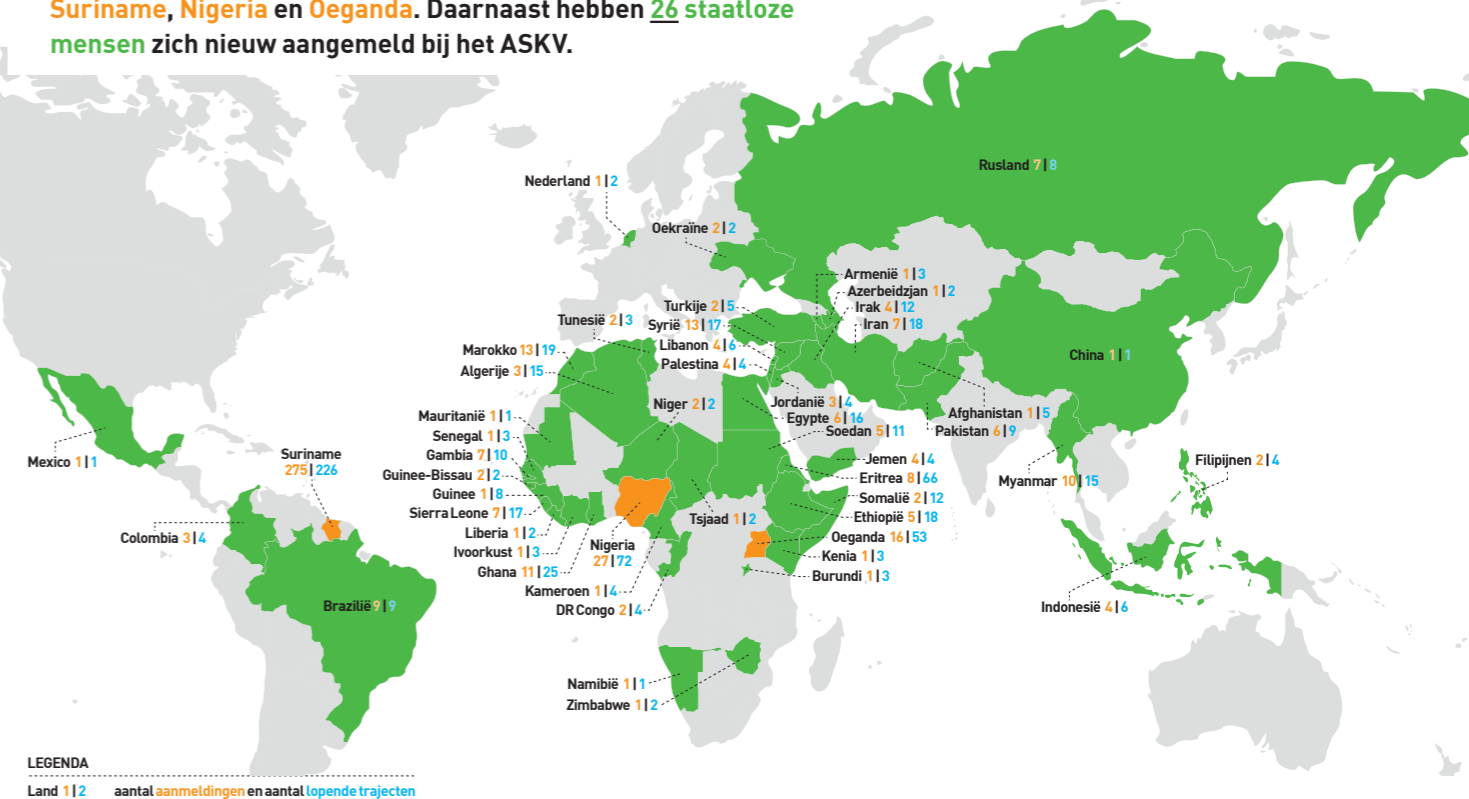 Suriname, Nigeria en Oeganda. Daarnaast hebben 26 staatloze
mensen zich nieuw aangemeld bij het ASKV.
Rusland 7|8
Nederland 1|2
Oekraïne 2|2
Armenië 1|3
Azerbeidzjan 1|2
Irak 4|12
Iran 7|18
Turkije 2|5
Tunesië 2|3
Syrië 13|17
Libanon 4|6
Palestina 4|4
Marokko 13|19
Algerije 3|15
China 1|1
Niger 2|2
Jordanië 3|4
Egypte 6|16
Soedan 5|11
Afghanistan 1|5
Pakistan 6|9
Mauritanië 1|1
Senegal 1|3
Gambia 7|10
Guinee-Bissau 2|2
Guinee 1|8
Sierra Leone 7|17
Liberia 1|2
Ivoorkust 1|3
Ghana 11|25
Kameroen 1|4
DR Congo 2|4
Nigeria
27|72
Tsjaad 1|2
Jemen 4|4
Eritrea 8|66
Somalië 2|12
Ethiopië 5|18
Oeganda 16|53
Kenia 1|3
Burundi 1|3
Myanmar 10|15
Filipijnen 2|4
Indonesië 4|6
Mexico 1|1
Suriname
275|226
Colombia 3|4
Brazilië 9|9
Namibië 1|1
Zimbabwe 1|2
LEGENDA
Land 1|2 aantal aanmeldingen en aantal lopende trajecten